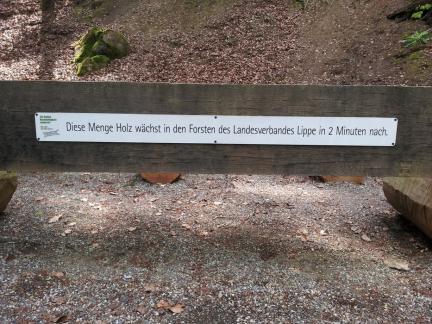 Diese Menge Holz wächst in den Forsten des Landesverbandes Lippe in 2 Minuten nach.